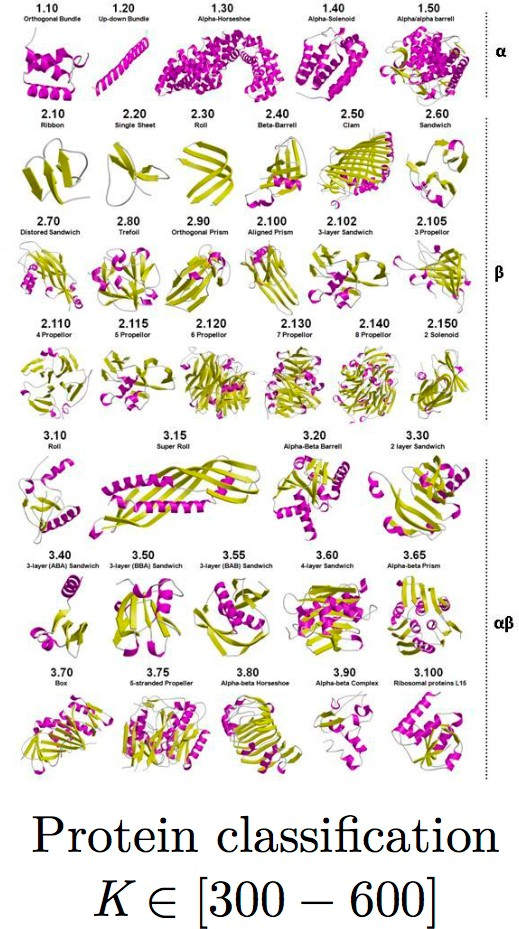 1.10 1.20 1.30 1.40 1.50
Orthogonal Bundle Up-down Bundle Alpha-Horseshoe Alpha-Solenoid Alpha/alpha barrell
α
2.10 2.20 2.30 2.40 2.50 2.60
Ribbon Single Sheet Roll Beta-Barrell Clam Sandwich
2.70 2.80 2.90 2.100 2.102 2.105
Distored Sandwich Trefoil Orthogonal Prism Aligned Prism 3-layer Sandwich 3 Propellor
β
2.110 2.115 2.120 2.130 2.140 2.150
4 Propellor 5 Propellor 6 Propellor 7 Propellor 8 Propellor 2 Solenoid
3.10 3.15 3.20 3.30
Roll Super Roll Alpha-Beta Barrell 2 layer Sandwich
3.40 3.50 3.55 3.60 3.65
3-layer (ABA) Sandwich 3-layer (BBA) Sandwich 3-layer (BAB) Sandwich 4-layer Sandwich Alpha-beta Prism
αβ
3.70 3.75 3.80 3.90 3.100
Box 5-stranded Propeller Alpha-beta Horseshoe Alpha-beta Complex Ribosomal proteins L15
Protein classification
K ∈ [300 − 600]